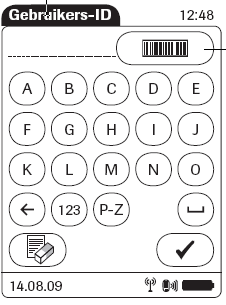 Gebruikers-ID 12:48
A B C D E
F G H I J
K L M N O
← 123 P-Z
14.08.09